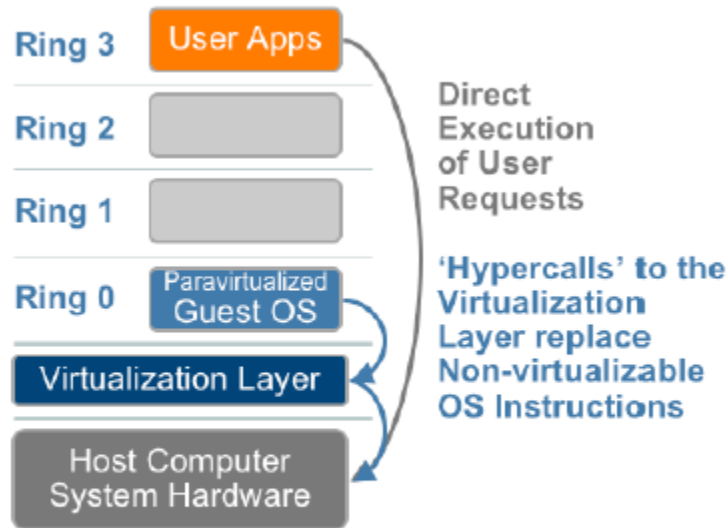 Ring 3
User Apps
Ring 2
Ring 1
Ring 0
Paravirtualized
Guest OS
Virtualization Layer
Host Computer
System Hardware
Direct
Execution
of User
Requests
‘Hypercalls’ to the
Virtualization
Layer replace
Non-virtualizable
OS Instructions